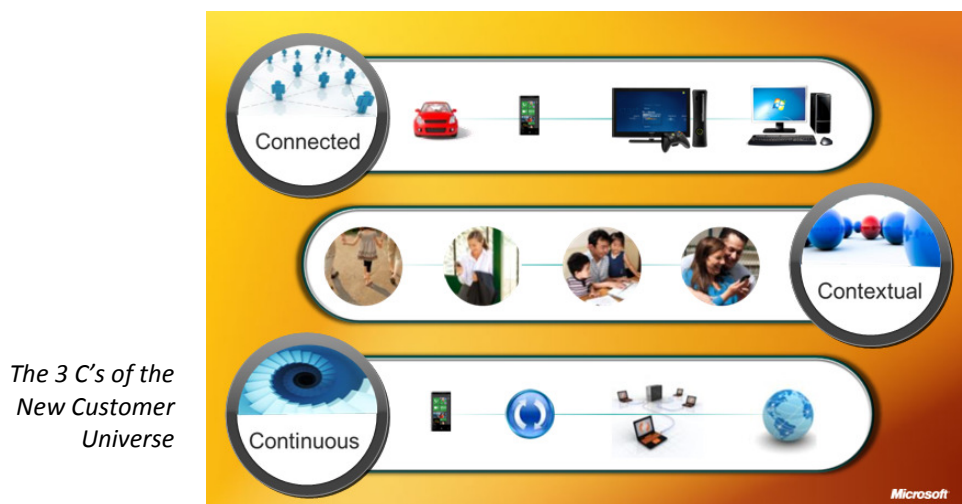 Connected
Contextual
The 3 C's of the
New Customer
Universe
Continuous
Microsoft